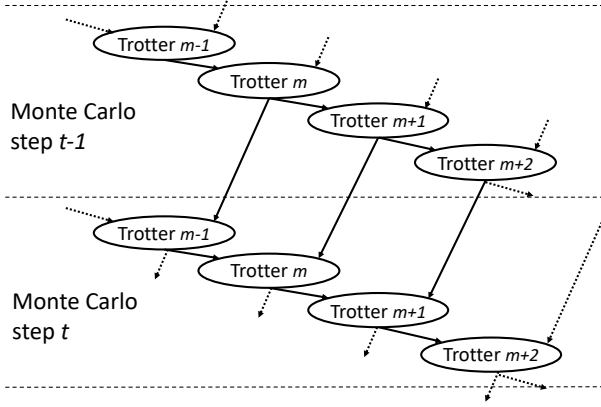 Trotter m-1
Trotter m
Monte Carlo
step t-1
Trotter m+1
Trotter m+2
Trotter m-1
Trotter m
Monte Carlo
step t
Trotter m+1
Trotter m+2